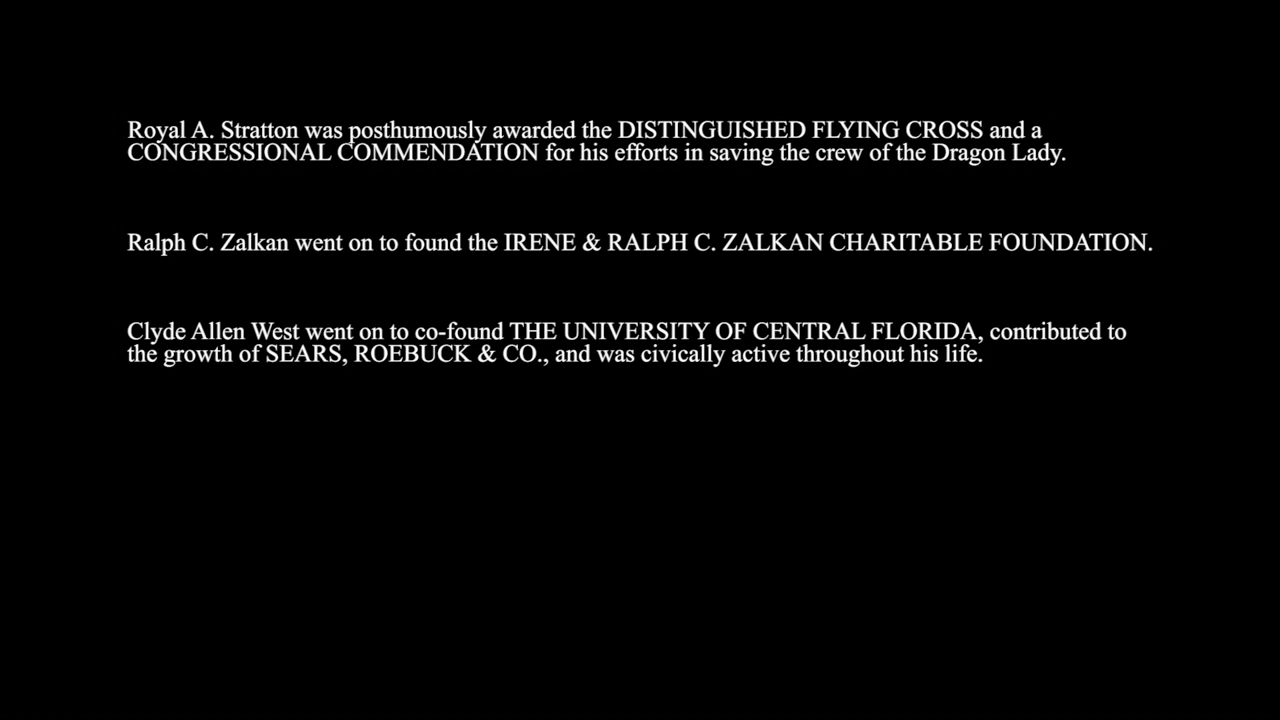 Royal A. Stratton was posthumously awarded the DISTINGUISHED FLYING CROSS and a
CONGRESSIONAL COMMENDATION for his efforts in saving the crew of the Dragon Lady.
Ralph C. Zalkan went on to found the IRENE & RALPH C. ZALKAN CHARITABLE FOUNDATION.
Clyde Allen West went on to co-found THE UNIVERSITY OF CENTRAL FLORIDA, contributed to
the growth of SEARS, ROEBUCK & CO., and was civically active throughout his life.